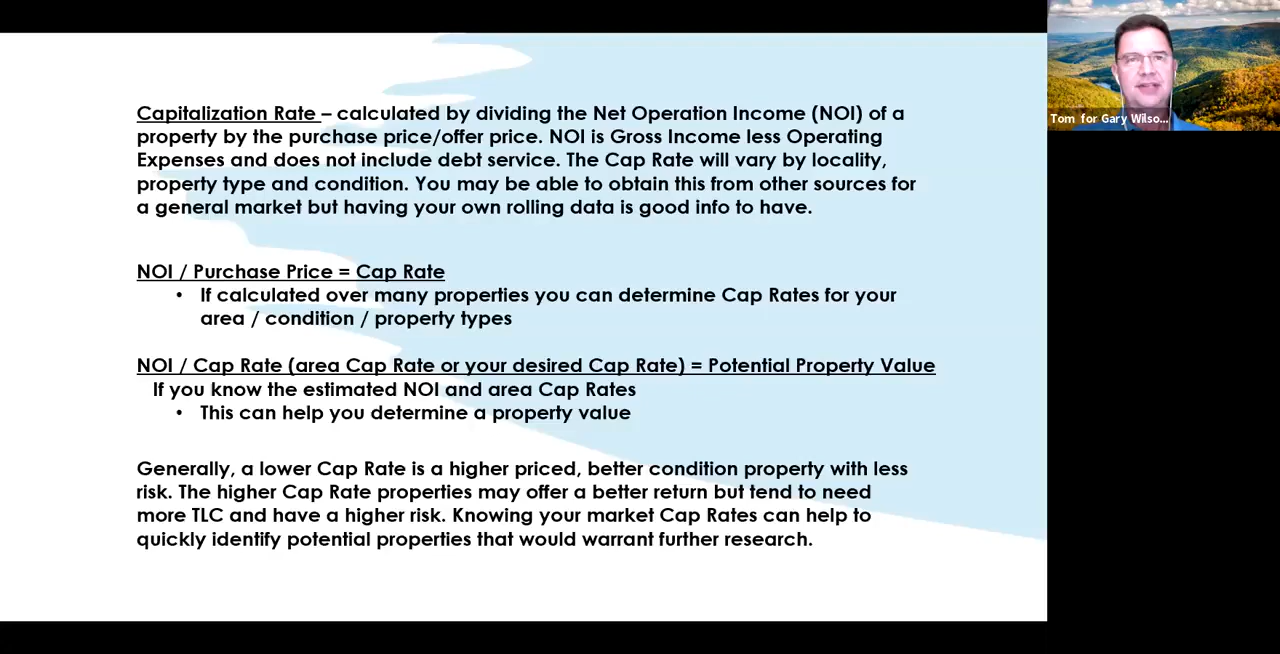 Capitalization Rate – calculated by dividing the Net Operation Income (NOI) of a
property by the purchase price/offer price. NOI is Gross Income less Operating
Expenses and does not include debt service. The Cap Rate will vary by locality,
property type and condition. You may be able to obtain this from other sources for
a general market but having your own rolling data is good info to have.
NOI / Purchase Price = Cap Rate
• If calculated over many properties you can determine Cap Rates for your
area / condition / property types
NOI / Cap Rate (area Cap Rate or your desired Cap Rate) = Potential Property Value
If you know the estimated NOI and area Cap Rates
• This can help you determine a property value
Generally, a lower Cap Rate is a higher priced, better condition property with less
risk. The higher Cap Rate properties may offer a better return but tend to need
more TLC and have a higher risk. Knowing your market Cap Rates can help to
quickly identify potential properties that would warrant further research.
Tom for Gary Wilso...